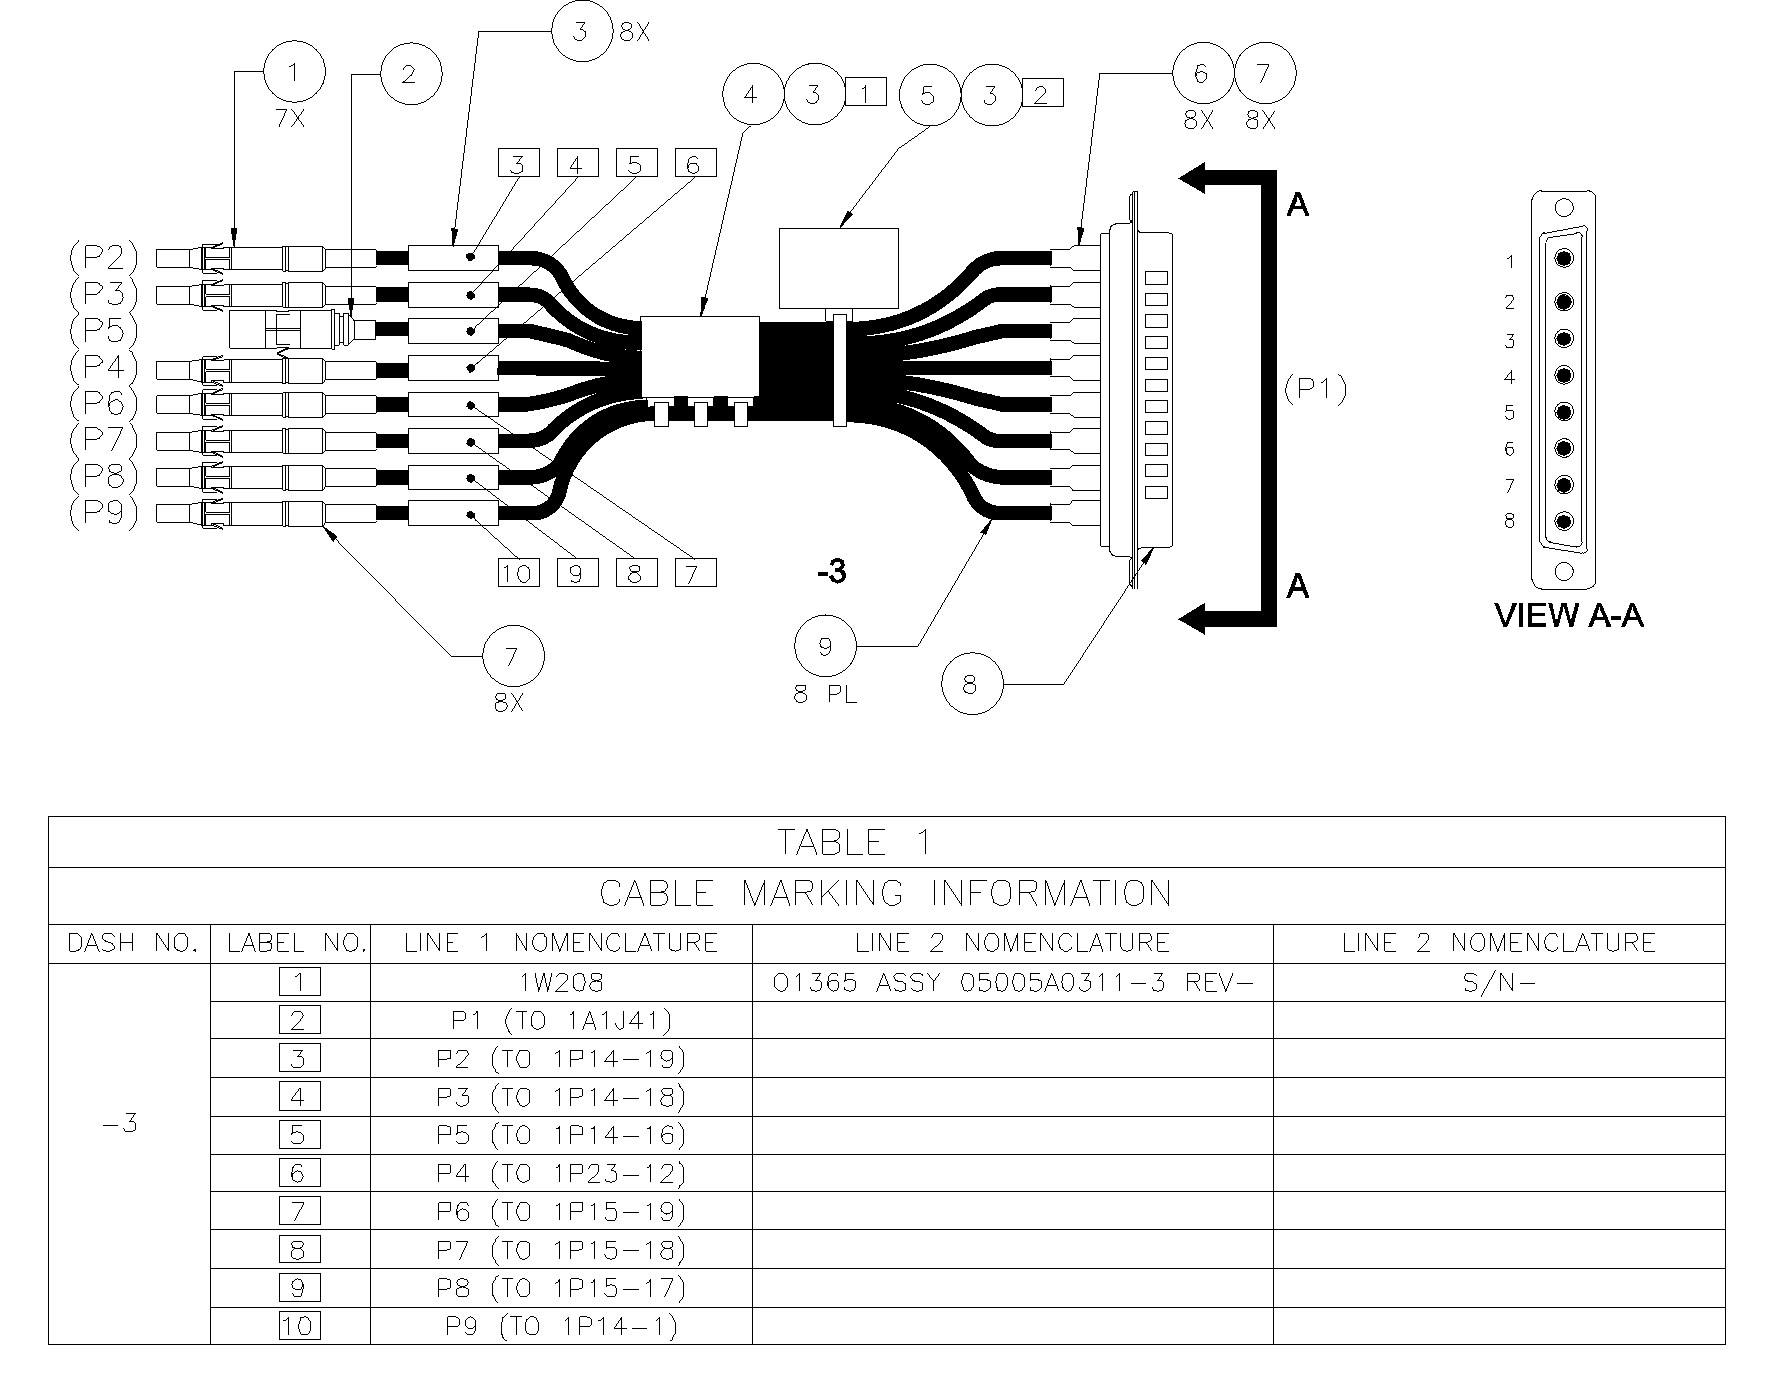 3 8X
1 2
7X
4 3 1 5 3 2
6 7
8X 8X
3 4 5 6
A
(P2)
(P3)
(P5)
(P4)
(P6)
(P7)
(P8)
(P9)
(P1)
1
2
3
4
5
6
7
8
10 9 8 7
-3
A
VIEW A-A
7
8X
9
8 PL
8
TABLE 1
CABLE MARKING INFORMATION
DASH NO. LABEL NO. LINE 1 NOMENCLATURE LINE 2 NOMENCLATURE LINE 2 NOMENCLATURE
1 1W208 01365 ASSY 05005A0311-3 REV- S/N-
2 P1 (TO 1A1J41)
3 P2 (TO 1P14-19)
4 P3 (TO 1P14-18)
-3
5 P5 (TO 1P14-16)
6 P4 (TO 1P23-12)
7 P6 (TO 1P15-19)
8 P7 (TO 1P15-18)
9 P8 (TO 1P15-17)
10 P9 (TO 1P14-1)